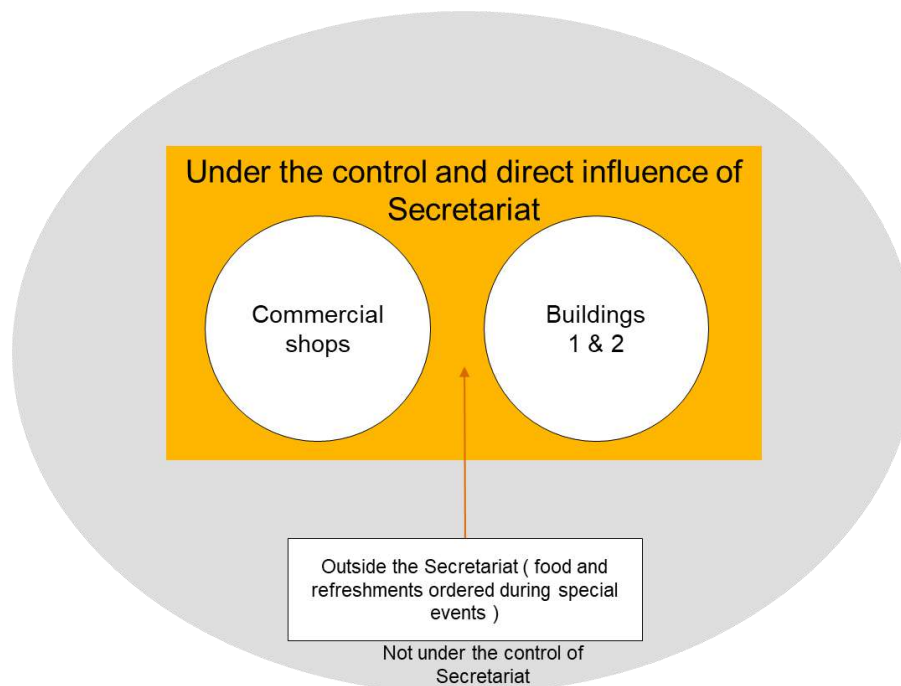 Under the control and direct influence of
Secretariat
Commercial
shops
Buildings
1 & 2
Outside the Secretariat ( food and
refreshments ordered during special
events )
Not under the control of
Secretariat